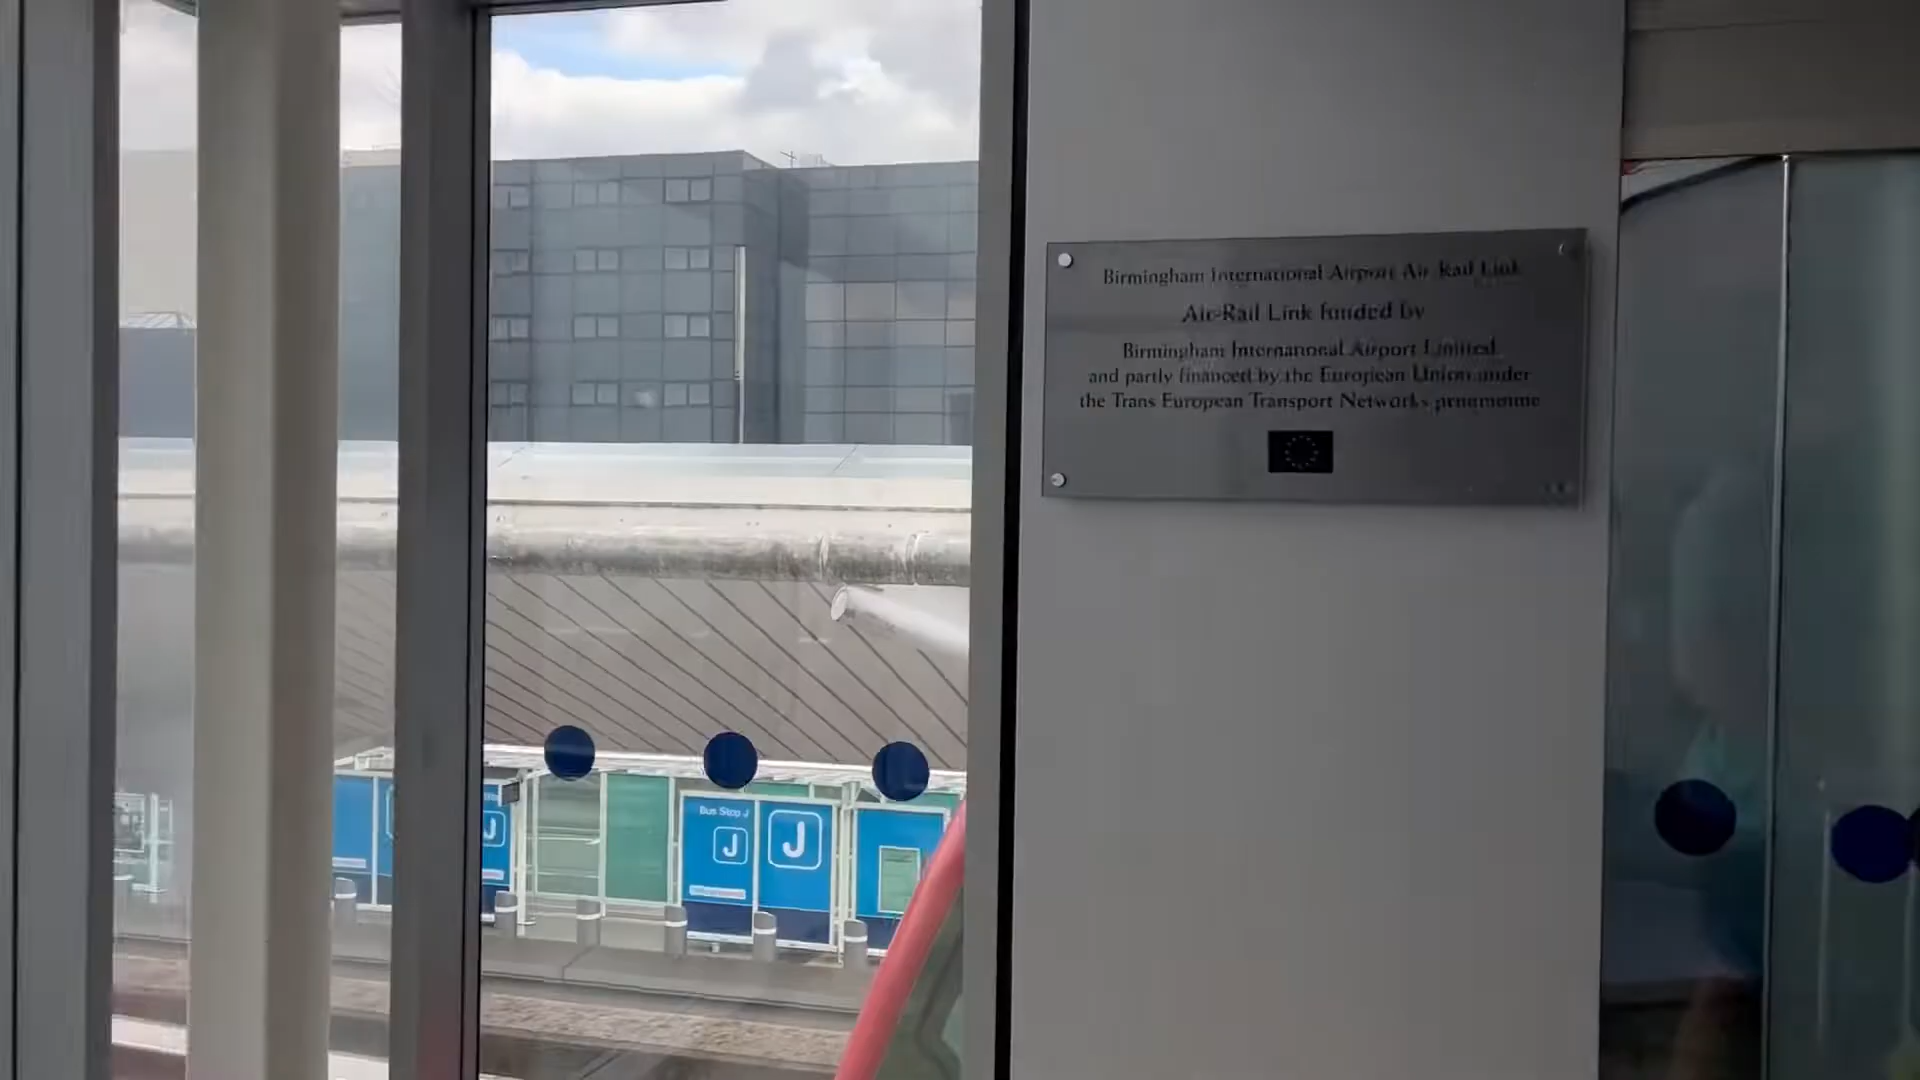 Birmingham International Airport Air-Rail Link
Air-Rail Link funded by
Birmingham International Airport Limited
and partly financed by the European Union under
the Trans European Transport Networks programme
Bus Stop J
J
J
J